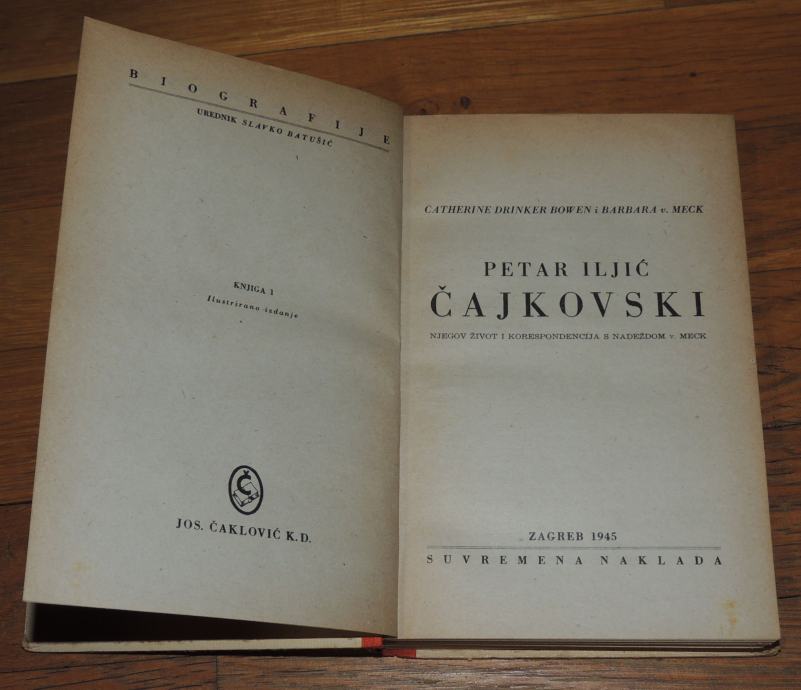 BIOGRAFIJE
UREDNIK SLAVKO BATUŠIĆ
KNJIGA 1
Ilustrirano izdanje
Č
JOS. ČAKLOVIĆ K.D.
CATHERINE DRINKER BOWEN i BARBARA v. MECK
PETAR ILJIĆ
ČAJKOVSKI
NJEGOV ŽIVOT I KORESPONDENCIJA S NADEŽDOM v. MECK
ZAGREB 1945
SUVREMENA NAKLADA